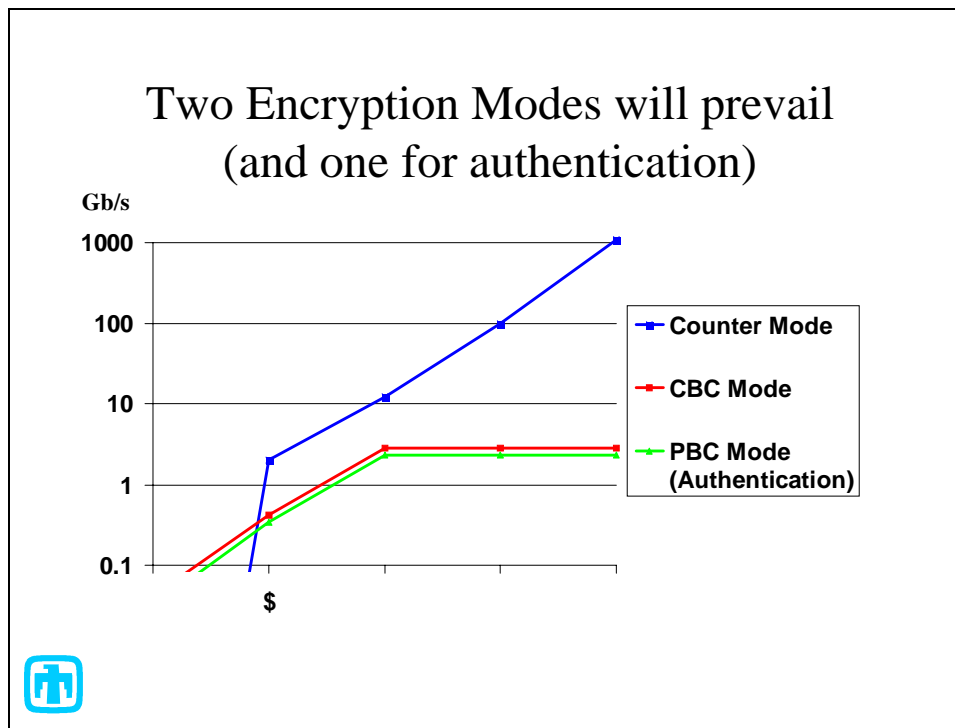 Two Encryption Modes will prevail
(and one for authentication)
Gb/s
1000
100
10
1
0.1
$
Counter Mode
CBC Mode
PBC Mode
(Authentication)